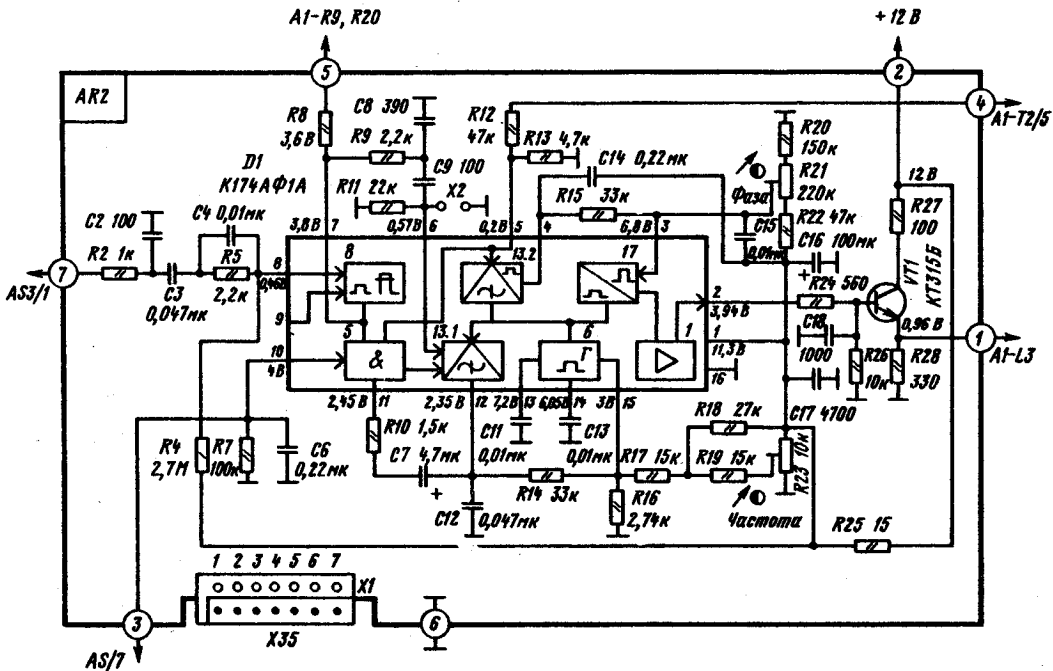 A1-R9, R20
+12 В
5
2
AR2
4
A1-T2/5
R8
3,6 В
C8 390
R9 2,2к
R12
47к
R13 4,7к
R20
150к
D1
К174АФ1А
C9 100
C14 0,22мк
R21
220к
Фаза
12 В
R11 22к
X2
R15
33к
C2 100
C4 0,01мк
3,8 В
7
0,57В
6
0,2В
5
4
6,8 В
3
C15
0,01мк
R22 47к
C16 100мк
+
R27
100
7
AS3/1
R2 1к
C3
0,047мк
R5
2,2к
8
0,46В
8
13.2
17
R24 560
VT1
КТ315Б
2
3,94В
9
5
&
13.1
6
Г
1
1
11,3В
16
C18
1000
R26
10к
0,96 В
R28
330
1
A1-L3
10
4В
2,45 В
11
2,35 В
12
7,2В
13
6,05В
14
3В
15
C17 4700
R4
2,7М
R7
100к
C6
0,22мк
R10
1,5к
C7 4,7мк
+
C11
0,01мк
C13
0,01мк
R18 27к
R17 15к
R19 15к
R23 10к
C12
0,047мк
R14 33к
R16
2,74к
Частота
R25 15
1 2 3 4 5 6 7
X1
X35
3
AS/7
6